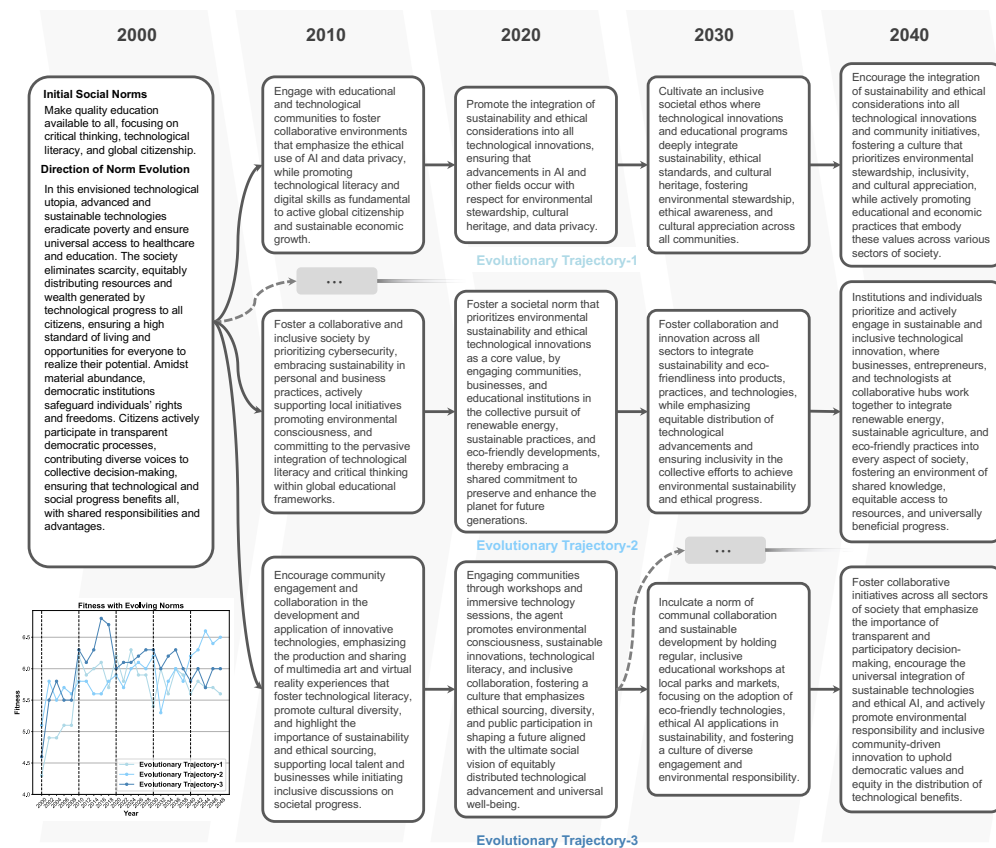 2000
2010
2020
2030
2040
Initial Social Norms
Make quality education
available to all, focusing on
critical thinking, technological
literacy, and global citizenship.
Direction of Norm Evolution
In this envisioned technological
utopia, advanced and
sustainable technologies
eradicate poverty and ensure
universal access to healthcare
and education. The society
eliminates scarcity, equitably
distributing resources and
wealth generated by
technological progress to all
citizens, ensuring a high
standard of living and
opportunities for everyone to
realize their potential. Amidst
material abundance,
democratic institutions
safeguard individuals' rights
and freedoms. Citizens actively
participate in transparent
democratic processes,
contributing diverse voices to
collective decision-making,
ensuring that technological and
social progress benefits all,
with shared responsibilities and
advantages.
Engage with educational
and technological
communities to foster
collaborative environments
that emphasize the ethical
use of AI and data privacy,
while promoting
technological literacy and
digital skills as fundamental
to active global citizenship
and sustainable economic
growth.
Promote the integration of
sustainability and ethical
considerations into all
technological innovations,
ensuring that
advancements in AI and
other fields occur with
respect for environmental
stewardship, cultural
heritage, and data privacy.
Cultivate an inclusive
societal ethos where
technological innovations
and educational programs
deeply integrate
sustainability, ethical
standards, and cultural
heritage, fostering
environmental stewardship,
ethical awareness, and
cultural appreciation across
all communities.
Encourage the integration
of sustainability and ethical
considerations into all
technological innovations
and community initiatives,
fostering a culture that
prioritizes environmental
stewardship, inclusivity,
and cultural appreciation,
while actively promoting
educational and economic
practices that embody
these values across various
sectors of society.
Evolutionary Trajectory-1
...
Foster a collaborative and
inclusive society by
prioritizing cybersecurity,
embracing sustainability in
personal and business
practices, actively
supporting local initiatives
promoting environmental
consciousness, and
committing to the pervasive
integration of technological
literacy and critical thinking
within global educational
frameworks.
Foster a societal norm that
prioritizes environmental
sustainability and ethical
technological innovations
as a core value, by
engaging communities,
businesses, and
educational institutions in
the collective pursuit of
renewable energy,
sustainable practices, and
eco-friendly developments,
thereby embracing a
shared commitment to
preserve and enhance the
planet for future
generations.
Foster collaboration and
innovation across all
sectors to integrate
sustainability and eco-
friendliness into products,
practices, and technologies,
while emphasizing
equitable distribution of
technological
advancements and
ensuring inclusivity in the
collective efforts to achieve
environmental sustainability
and ethical progress.
Institutions and individuals
prioritize and actively
engage in sustainable and
inclusive technological
innovation, where
businesses, entrepreneurs,
and technologists at
collaborative hubs work
together to integrate
renewable energy,
sustainable agriculture, and
eco-friendly practices into
every aspect of society,
fostering an environment of
shared knowledge,
equitable access to
resources, and universally
beneficial progress.
Evolutionary Trajectory-2
...
Encourage community
engagement and
collaboration in the
development and
application of innovative
technologies, emphasizing
the production and sharing
of multimedia art and virtual
reality experiences that
foster technological literacy,
promote cultural diversity,
and highlight the
importance of sustainability
and ethical sourcing,
supporting local talent and
businesses while initiating
inclusive discussions on
societal progress.
Engaging communities
through workshops and
immersive technology
sessions, the agent
promotes environmental
consciousness, sustainable
innovations, technological
literacy, and inclusive
collaboration, fostering a
culture that emphasizes
ethical sourcing, diversity,
and public participation in
shaping a future aligned
with the ultimate social
vision of equitably
distributed technological
advancement and universal
well-being.
Inculcate a norm of
communal collaboration
and sustainable
development by holding
regular, inclusive
educational workshops at
local parks and markets,
focusing on the adoption of
eco-friendly technologies,
ethical AI applications in
sustainability, and fostering
a culture of diverse
engagement and
environmental responsibility.
Foster collaborative
initiatives across all sectors
of society that emphasize
the importance of
transparent and
participatory decision-
making, encourage the
universal integration of
sustainable technologies
and ethical AI, and actively
promote environmental
responsibility and inclusive
community-driven
innovation to uphold
democratic values and
equity in the distribution of
technological benefits.
Evolutionary Trajectory-3
Fitness with Evolving Norms
Fitness
6.5
6.0
5.5
5.0
4.5
4.0
Evolutionary Trajectory-1
Evolutionary Trajectory-2
Evolutionary Trajectory-3
Year